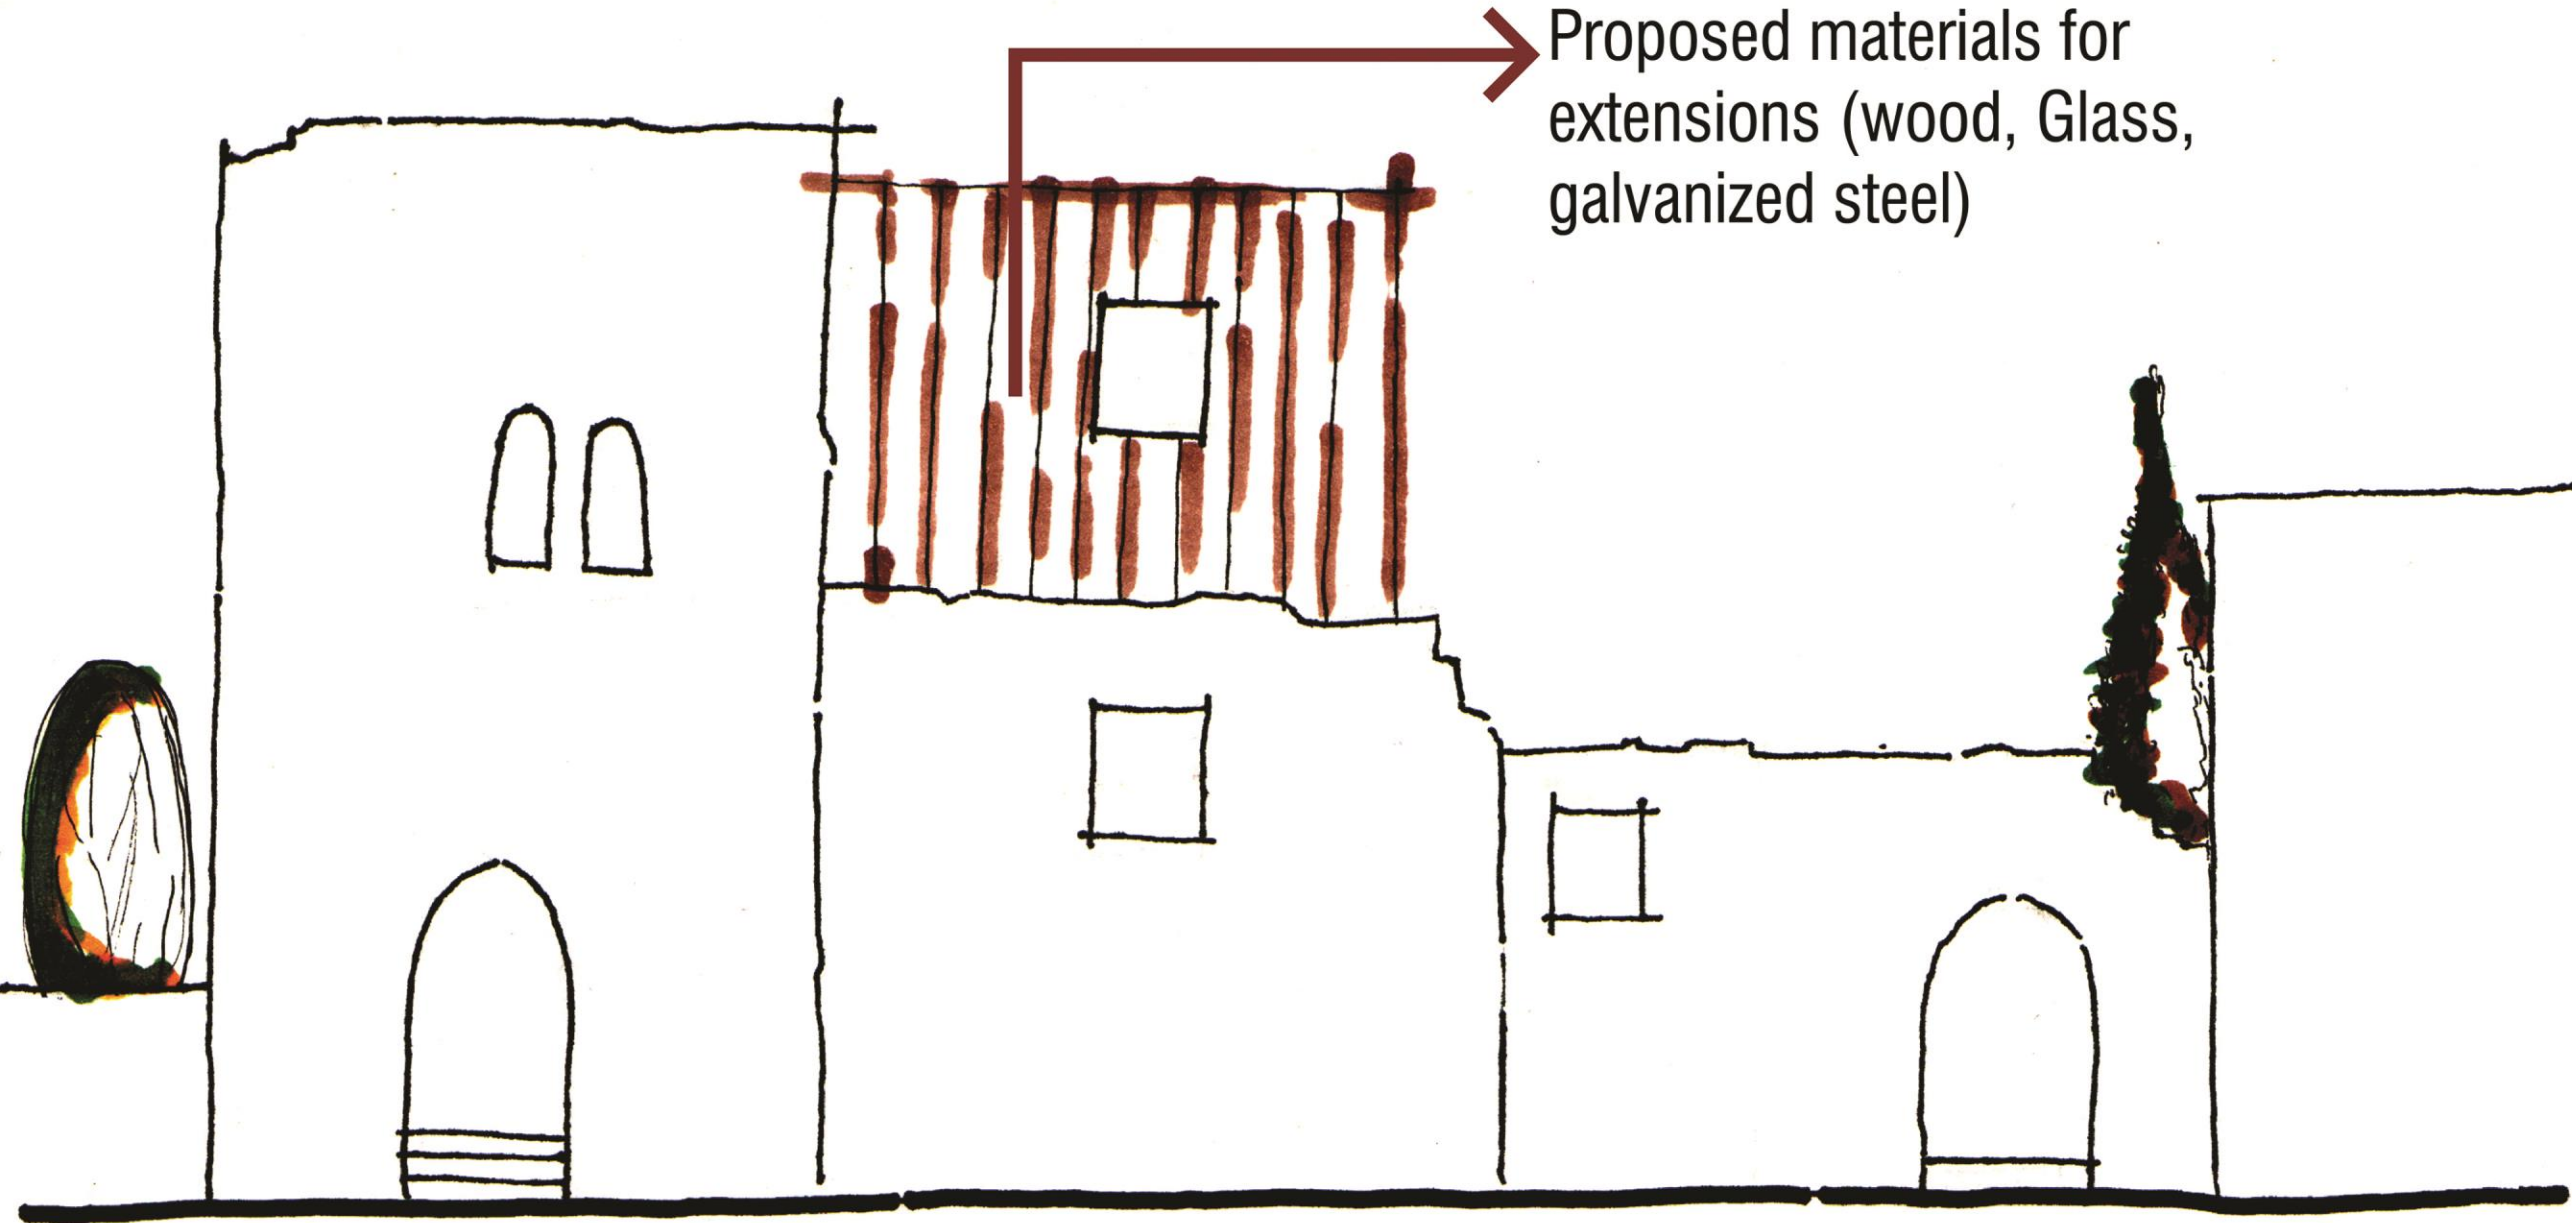 Proposed materials for
extensions (wood, Glass,
galvanized steel)